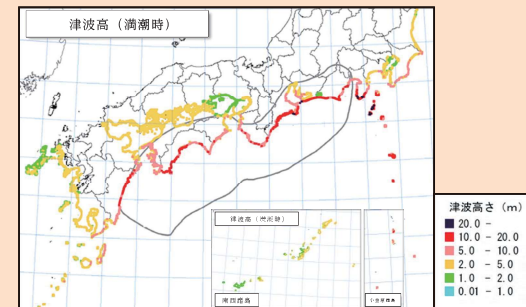 津波高（満潮時）
津波高（満潮時）
南西諸島
小笠原諸島
津波高さ（m）
20.0 -
10.0 - 20.0
5.0 - 10.0
2.0 - 5.0
1.0 - 2.0
0.01 - 1.0